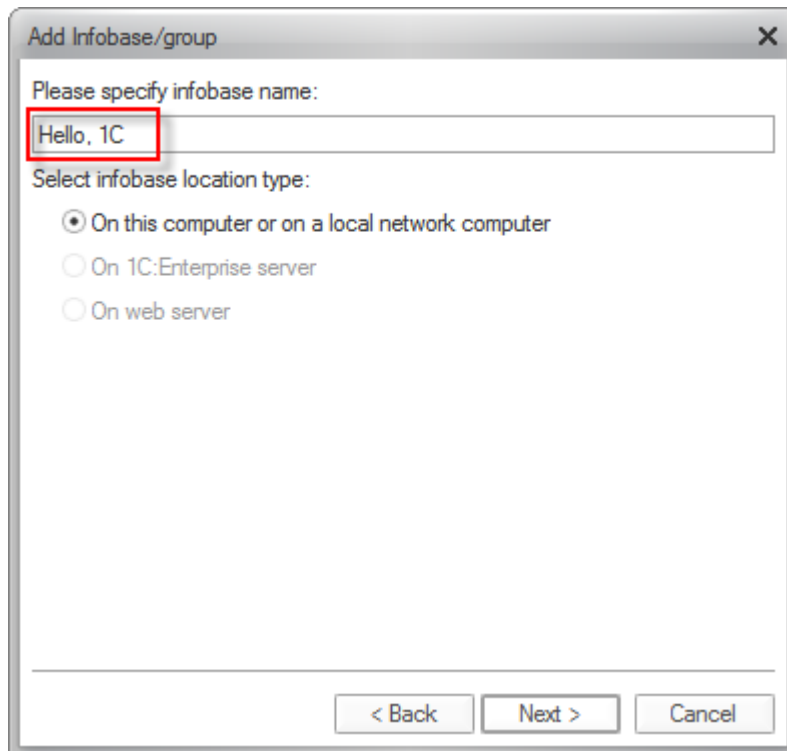 Add Infobase/group
Please specify infobase name:
Hello, 1C
Select infobase location type:
On this computer or on a local network computer
On 1C:Enterprise server
On web server
< Back Next > Cancel